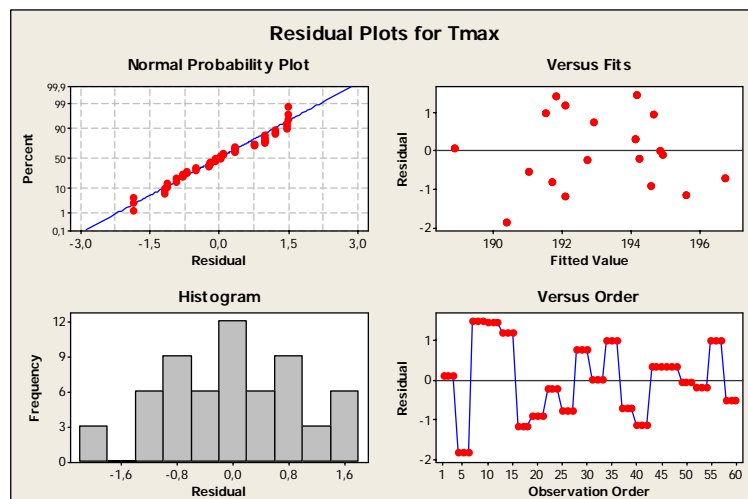 Residual Plots for Tmax
Normal Probability Plot
Percent
99,9
99
90
50
10
1
0,1
-3,0 -1,5 0,0 1,5 3,0
Residual
Versus Fits
Residual
1
0
-1
-2
190 192 194 196
Fitted Value
Histogram
Frequency
12
9
6
3
0
-1,6 -0,8 0,0 0,8 1,6
Residual
Versus Order
Residual
1
0
-1
-2
1 5 10 15 20 25 30 35 40 45 50 55 60
Observation Order